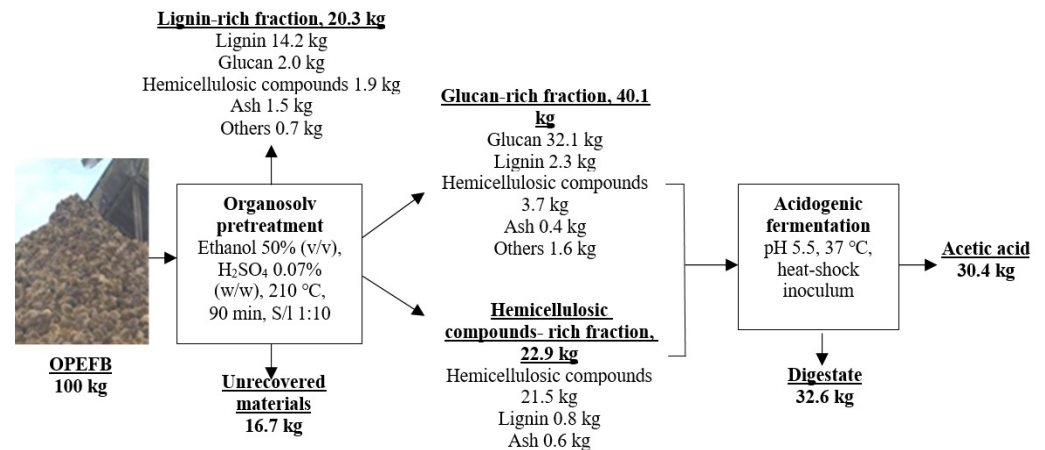 Lignin-rich fraction, 20.3 kg
Lignin 14.2 kg
Glucan 2.0 kg
Hemicellulosic compounds 1.9 kg
Ash 1.5 kg
Others 0.7 kg
Glucan-rich fraction, 40.1
kg
Glucan 32.1 kg
Lignin 2.3 kg
Hemicellulosic compounds
3.7 kg
Ash 0.4 kg
Others 1.6 kg
Organosolv
pretreatment
Ethanol 50% (v/v),
H₂SO₄ 0.07%
(w/w), 210 °C,
90 min, S/l 1:10
Acidogenic
fermentation
pH 5.5, 37 °C,
heat-shock
inoculum
Acetic acid
30.4 kg
Hemicellulosic
compounds- rich fraction,
22.9 kg
Hemicellulosic compounds
21.5 kg
Lignin 0.8 kg
Ash 0.6 kg
OPEFB
100 kg
Unrecovered
materials
16.7 kg
Digestate
32.6 kg